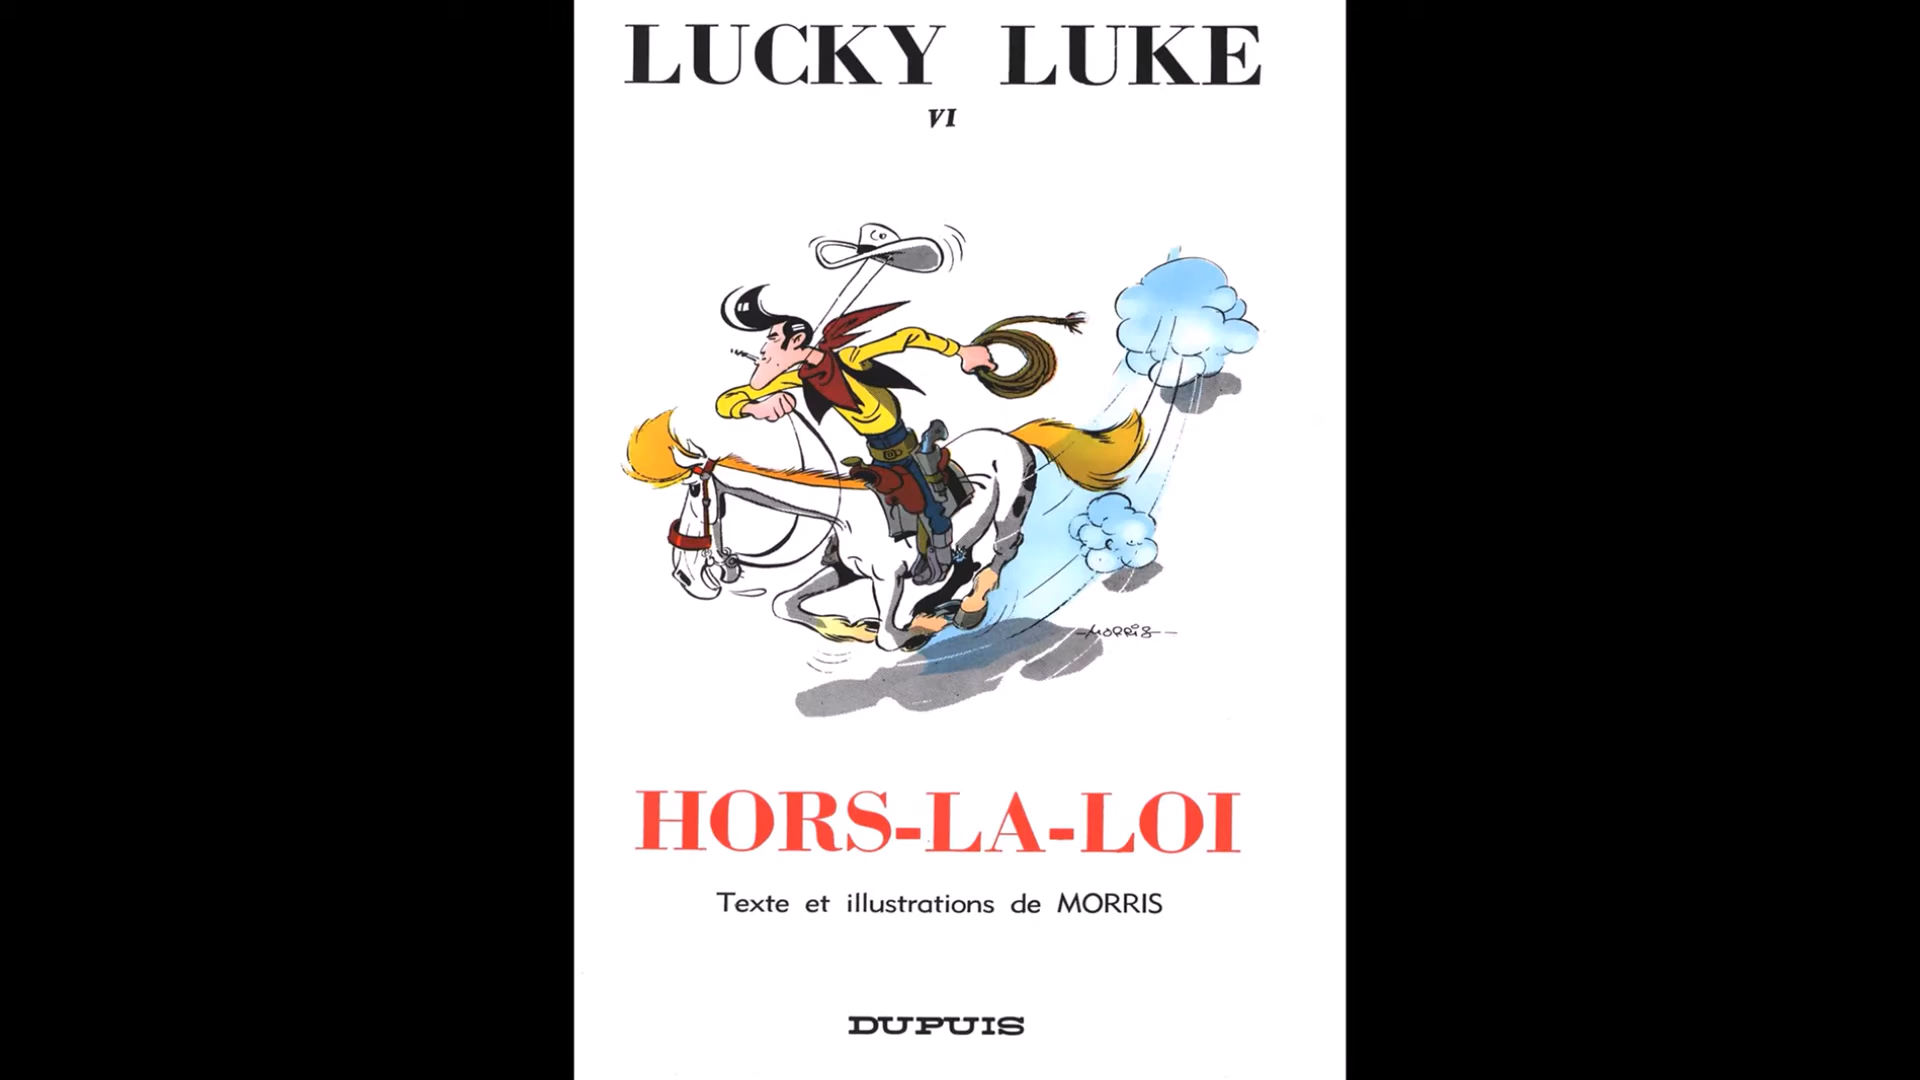 LUCKY LUKE
VI
MORRIS
HORS-LA-LOI
Texte et illustrations de MORRIS
DUPUIS